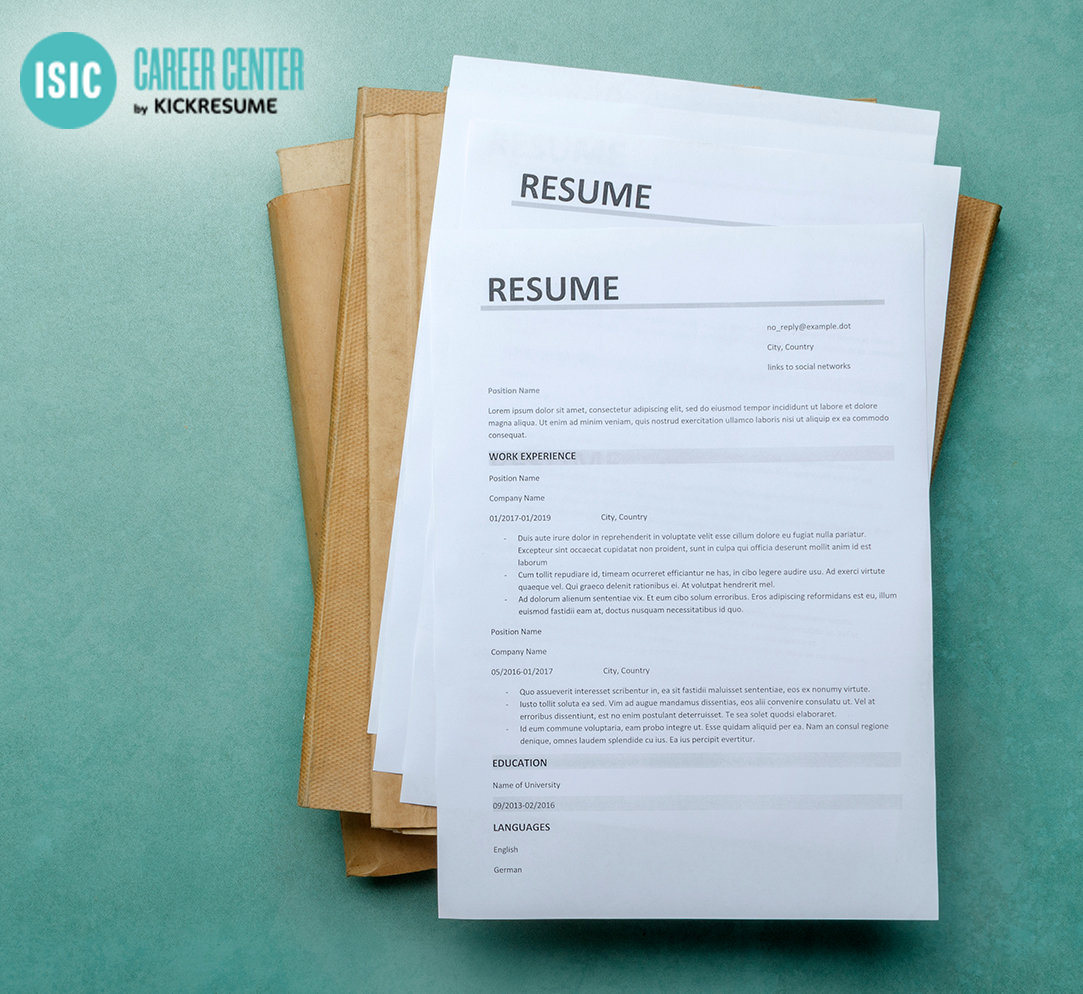 ISIC CAREER CENTER
by KICKRESUME
RESUME
RESUME
no_reply@example.dot
City, Country
links to social networks
Position Name
Lorem ipsum dolor sit amet, consectetur adipiscing elit, sed do eiusmod tempor incididunt ut labore et dolore
magna aliqua. Ut enim ad minim veniam, quis nostrud exercitation ullamco laboris nisi ut aliquip ex ea commodo
consequat.
WORK EXPERIENCE
Position Name
Company Name
01/2017-01/2019 City, Country
- Duis aute irure dolor in reprehenderit in voluptate velit esse cillum dolore eu fugiat nulla pariatur.
Excepteur sint occaecat cupidatat non proident, sunt in culpa qui officia deserunt mollit anim id est
laborum
- Cum tollit repudiare id, timeam ocurreret efficiantur ne has, in cibo legere audire usu. Ad exerci virtute
quaeque vel. Qui graeco delenit rationibus ei. At volutpat hendrerit mel.
- Ad dolorum alienum sententiae vix. Et eum cibo solum erroribus. Eros adipiscing reformidans est eu, illum
euismod fastidii eam at, doctus nusquam necessitatibus id quo.
Position Name
Company Name
05/2016-01/2017 City, Country
- Quo assueverit interesset scribentur in, ea sit fastidii maluisset sententiae, eos ex nonumy virtute.
- Iusto tollit soluta ea sed. Vim ad augue mandamus dissentias, eos alii convenire consulatu ut. Vel at
erroribus dissentiunt, est no enim postulant deterruisset. Te sea solet quodsi elaboraret.
- Id eum commune voluptaria, eam probo integre ut. Esse quidam aliquid per ea. Nam an consul regione
denique, omnes laudem splendide cu ius. Ea ius percipit evertitur.
EDUCATION
Name of University
09/2013-02/2016
LANGUAGES
English
German